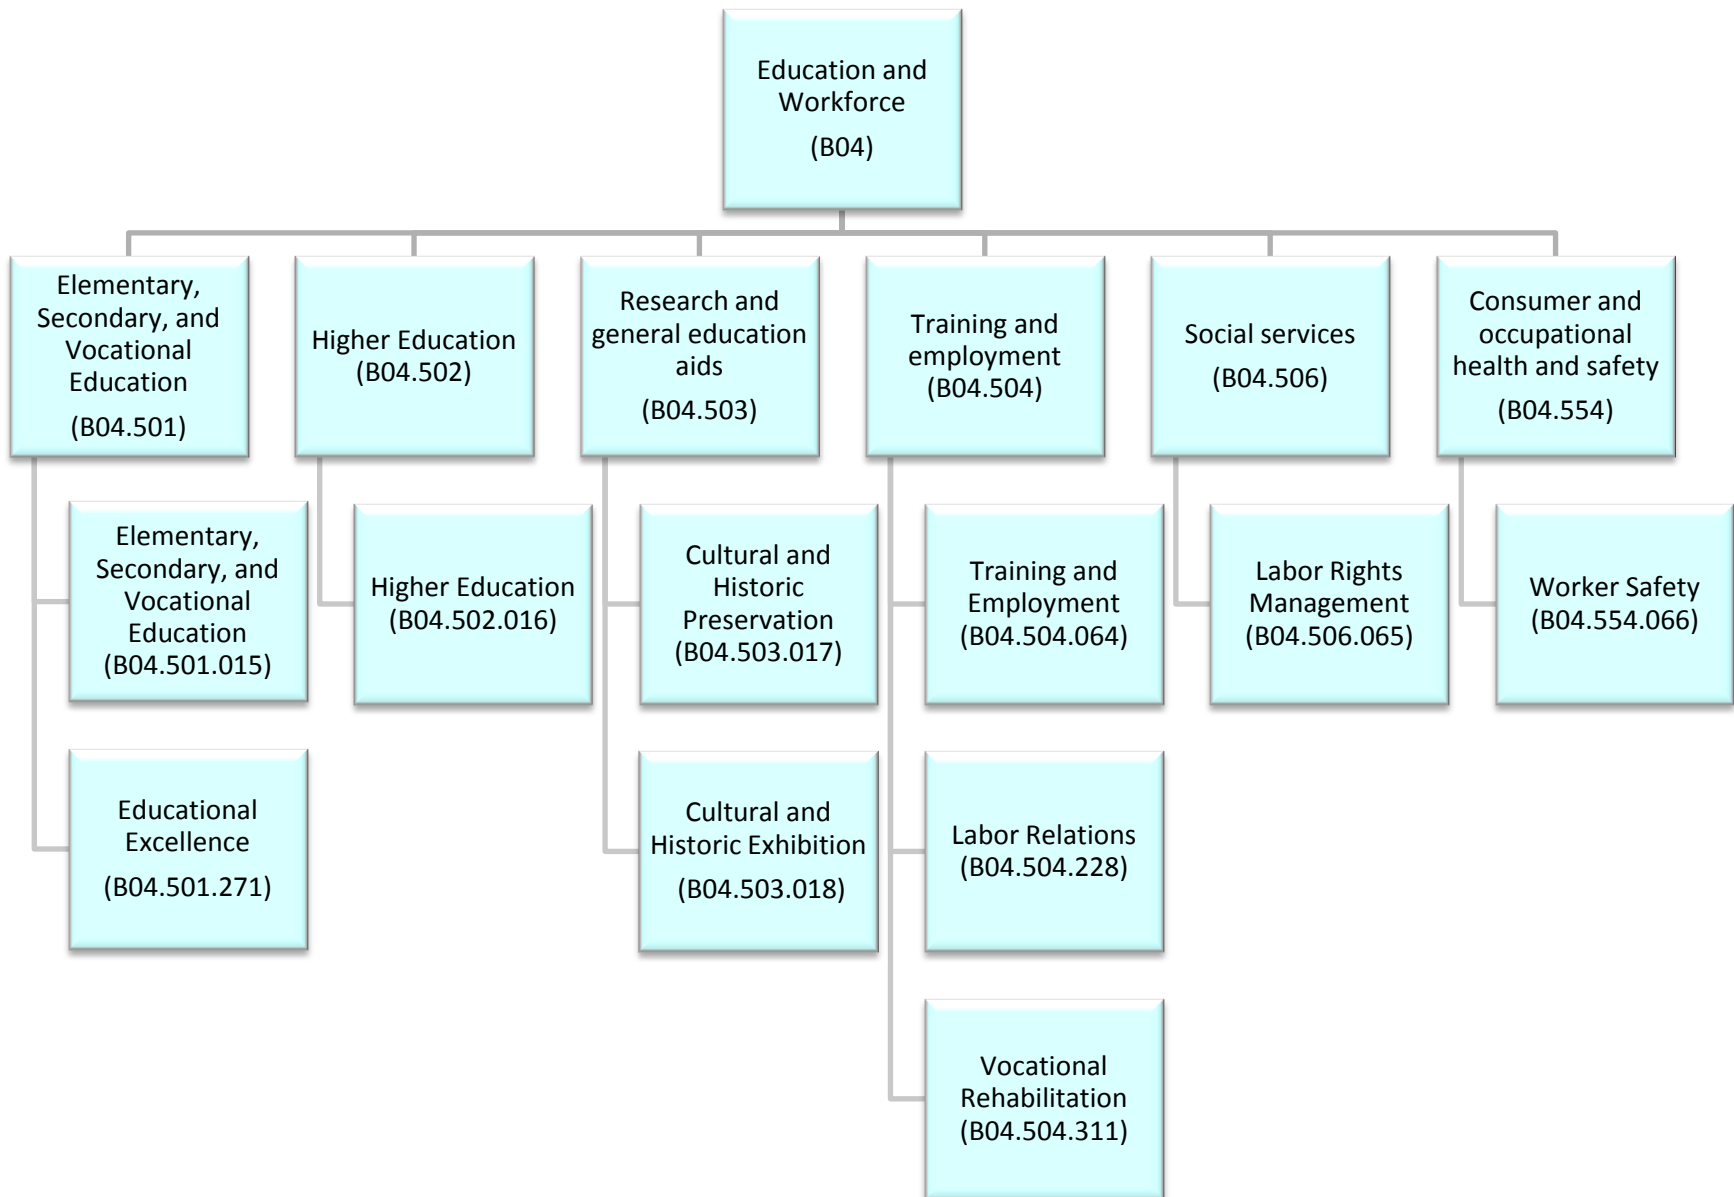 Education and
Workforce
(B04)
Elementary,
Secondary, and
Vocational
Education
(B04.501)
Higher Education
(B04.502)
Research and
general education
aids
(B04.503)
Training and
employment
(B04.504)
Social services
(B04.506)
Consumer and
occupational
health and safety
(B04.554)
Elementary,
Secondary, and
Vocational
Education
(B04.501.015)
Higher Education
(B04.502.016)
Cultural and
Historic
Preservation
(B04.503.017)
Training and
Employment
(B04.504.064)
Labor Rights
Management
(B04.506.065)
Worker Safety
(B04.554.066)
Educational
Excellence
(B04.501.271)
Cultural and
Historic Exhibition
(B04.503.018)
Labor Relations
(B04.504.228)
Vocational
Rehabilitation
(B04.504.311)